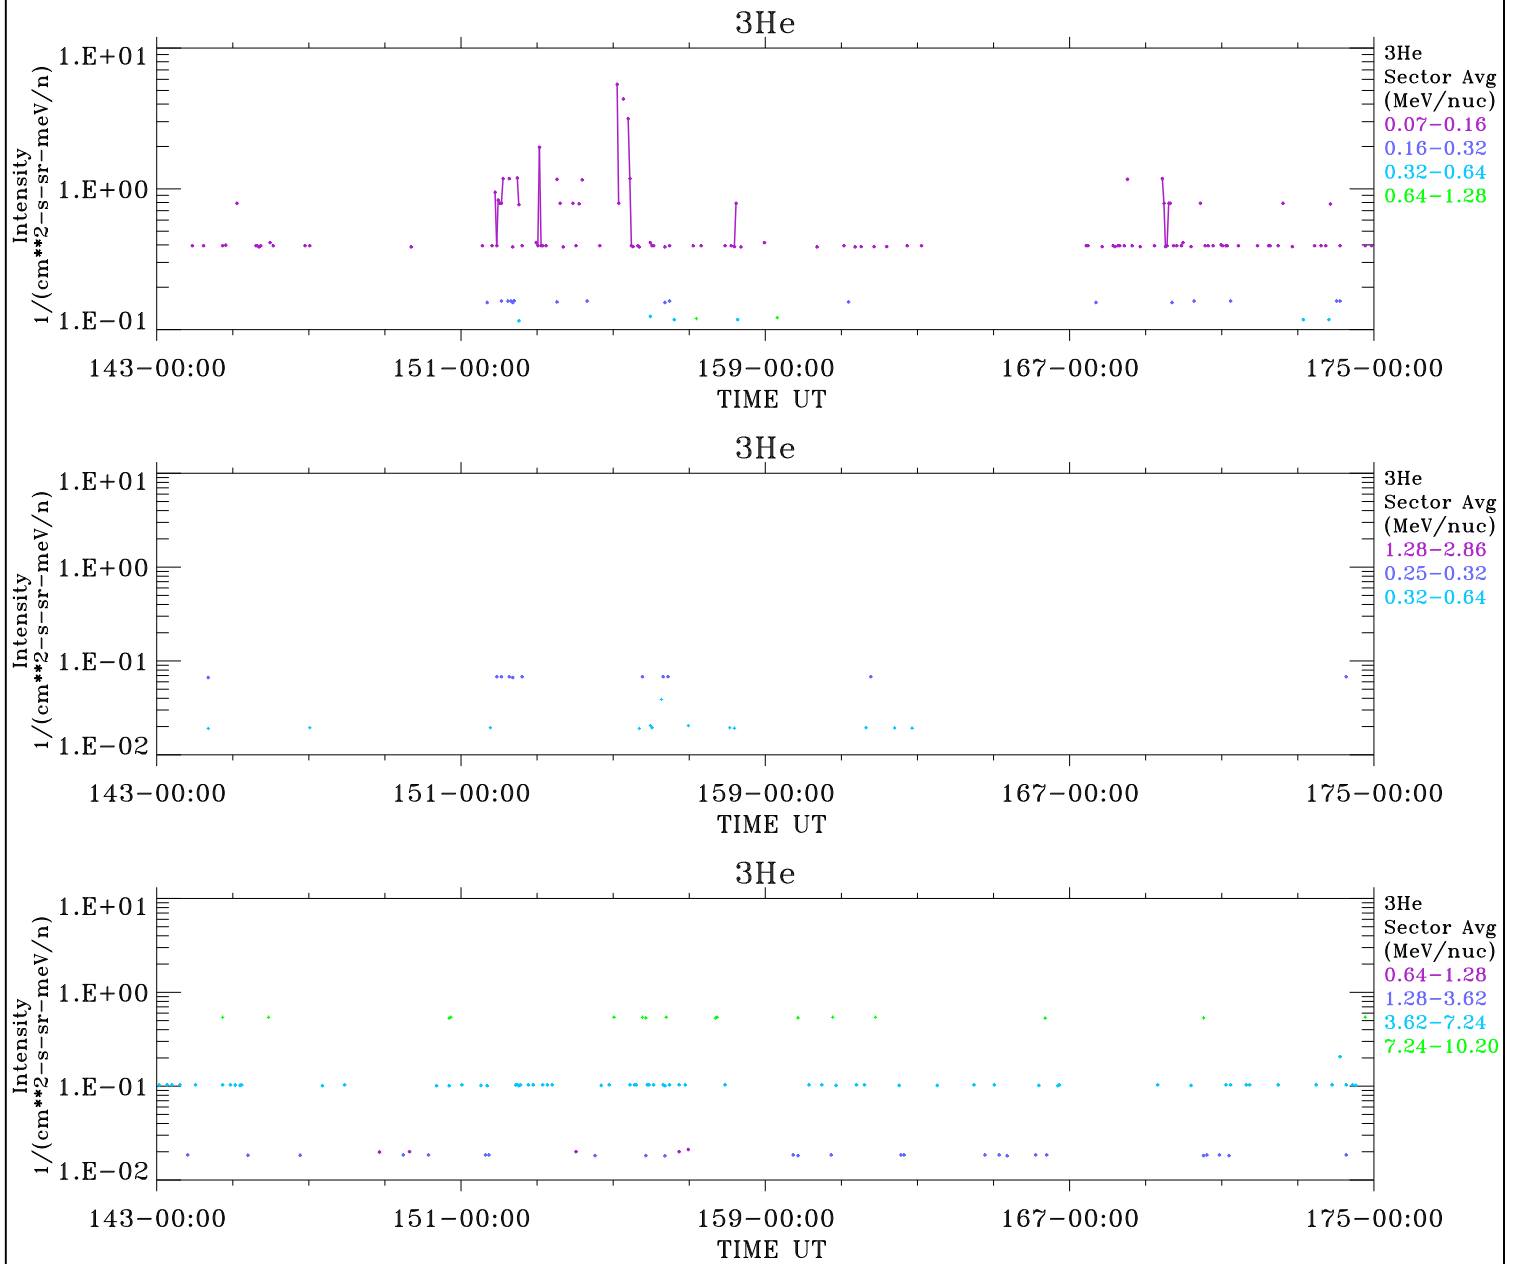 3He
1.E+01
1.E+00
1.E−01
Intensity
1/(cm**2−s−sr−meV/n)
143−00:00 151−00:00 159−00:00 167−00:00 175−00:00
TIME UT
3He
Sector Avg
(MeV/nuc)
0.07−0.16
0.16−0.32
0.32−0.64
0.64−1.28
3He
1.E+01
1.E+00
1.E−01
1.E−02
Intensity
1/(cm**2−s−sr−meV/n)
143−00:00 151−00:00 159−00:00 167−00:00 175−00:00
TIME UT
3He
Sector Avg
(MeV/nuc)
1.28−2.86
0.25−0.32
0.32−0.64
3He
1.E+01
1.E+00
1.E−01
1.E−02
Intensity
1/(cm**2−s−sr−meV/n)
143−00:00 151−00:00 159−00:00 167−00:00 175−00:00
TIME UT
3He
Sector Avg
(MeV/nuc)
0.64−1.28
1.28−3.62
3.62−7.24
7.24−10.20